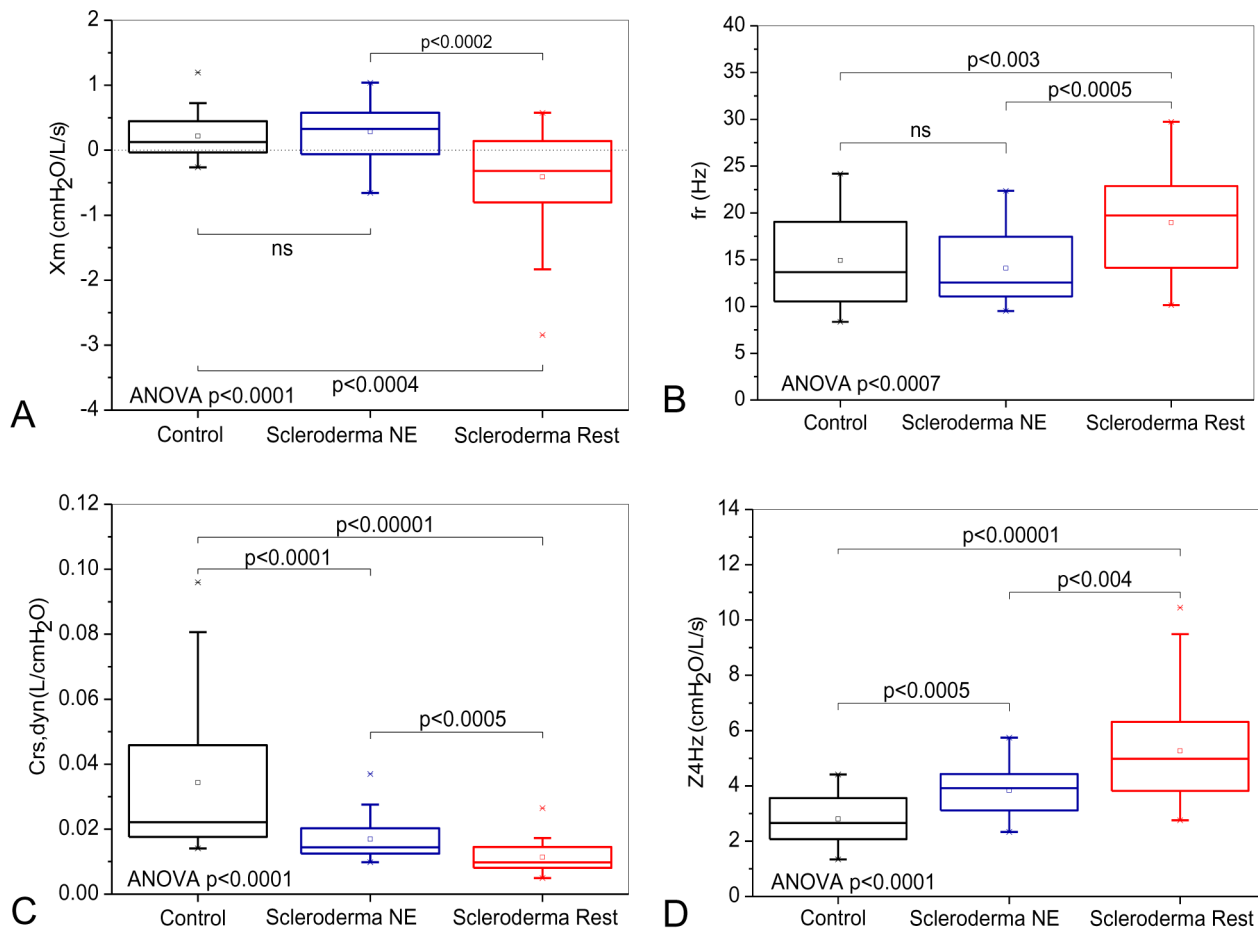 2
1
0
-1
-2
-3
-4
Xm (cmH2O/L/s)
p<0.0002
ns
p<0.0004
ANOVA p<0.0001
A
Control
Scleroderma NE
Scleroderma Rest
40
35
30
25
20
15
10
5
0
fr (Hz)
p<0.003
p<0.0005
ns
ANOVA p<0.0007
B
Control
Scleroderma NE
Scleroderma Rest
0.12
0.10
0.08
0.06
0.04
0.02
0.00
Crs,dyn(L/cmH2O)
p<0.00001
p<0.0001
p<0.0005
ANOVA p<0.0001
C
Control
Scleroderma NE
Scleroderma Rest
14
12
10
8
6
4
2
0
Z4Hz (cmH2O/L/s)
p<0.00001
p<0.004
p<0.0005
ANOVA p<0.0001
D
Control
Scleroderma NE
Scleroderma Rest